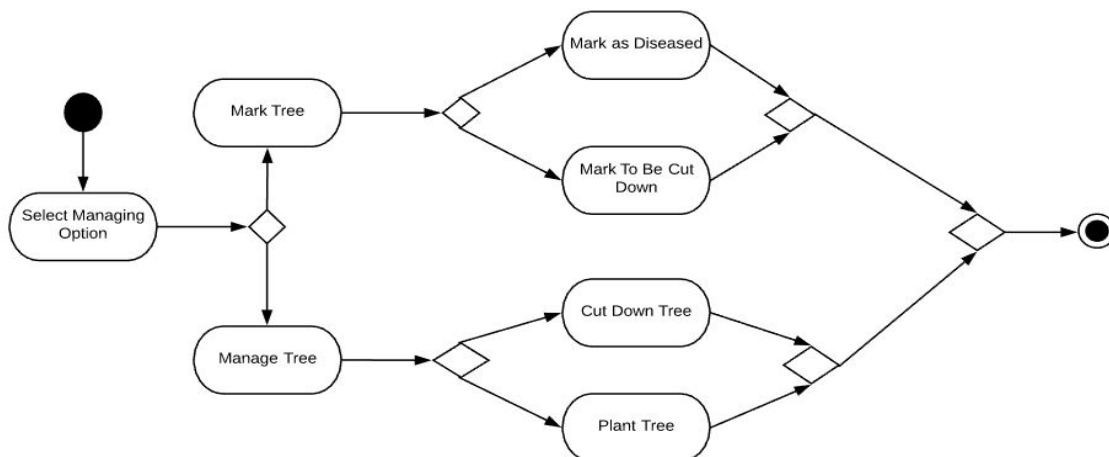 Mark as Diseased
Mark Tree
Mark To Be Cut
Down
Select Managing
Option
Cut Down Tree
Manage Tree
Plant Tree